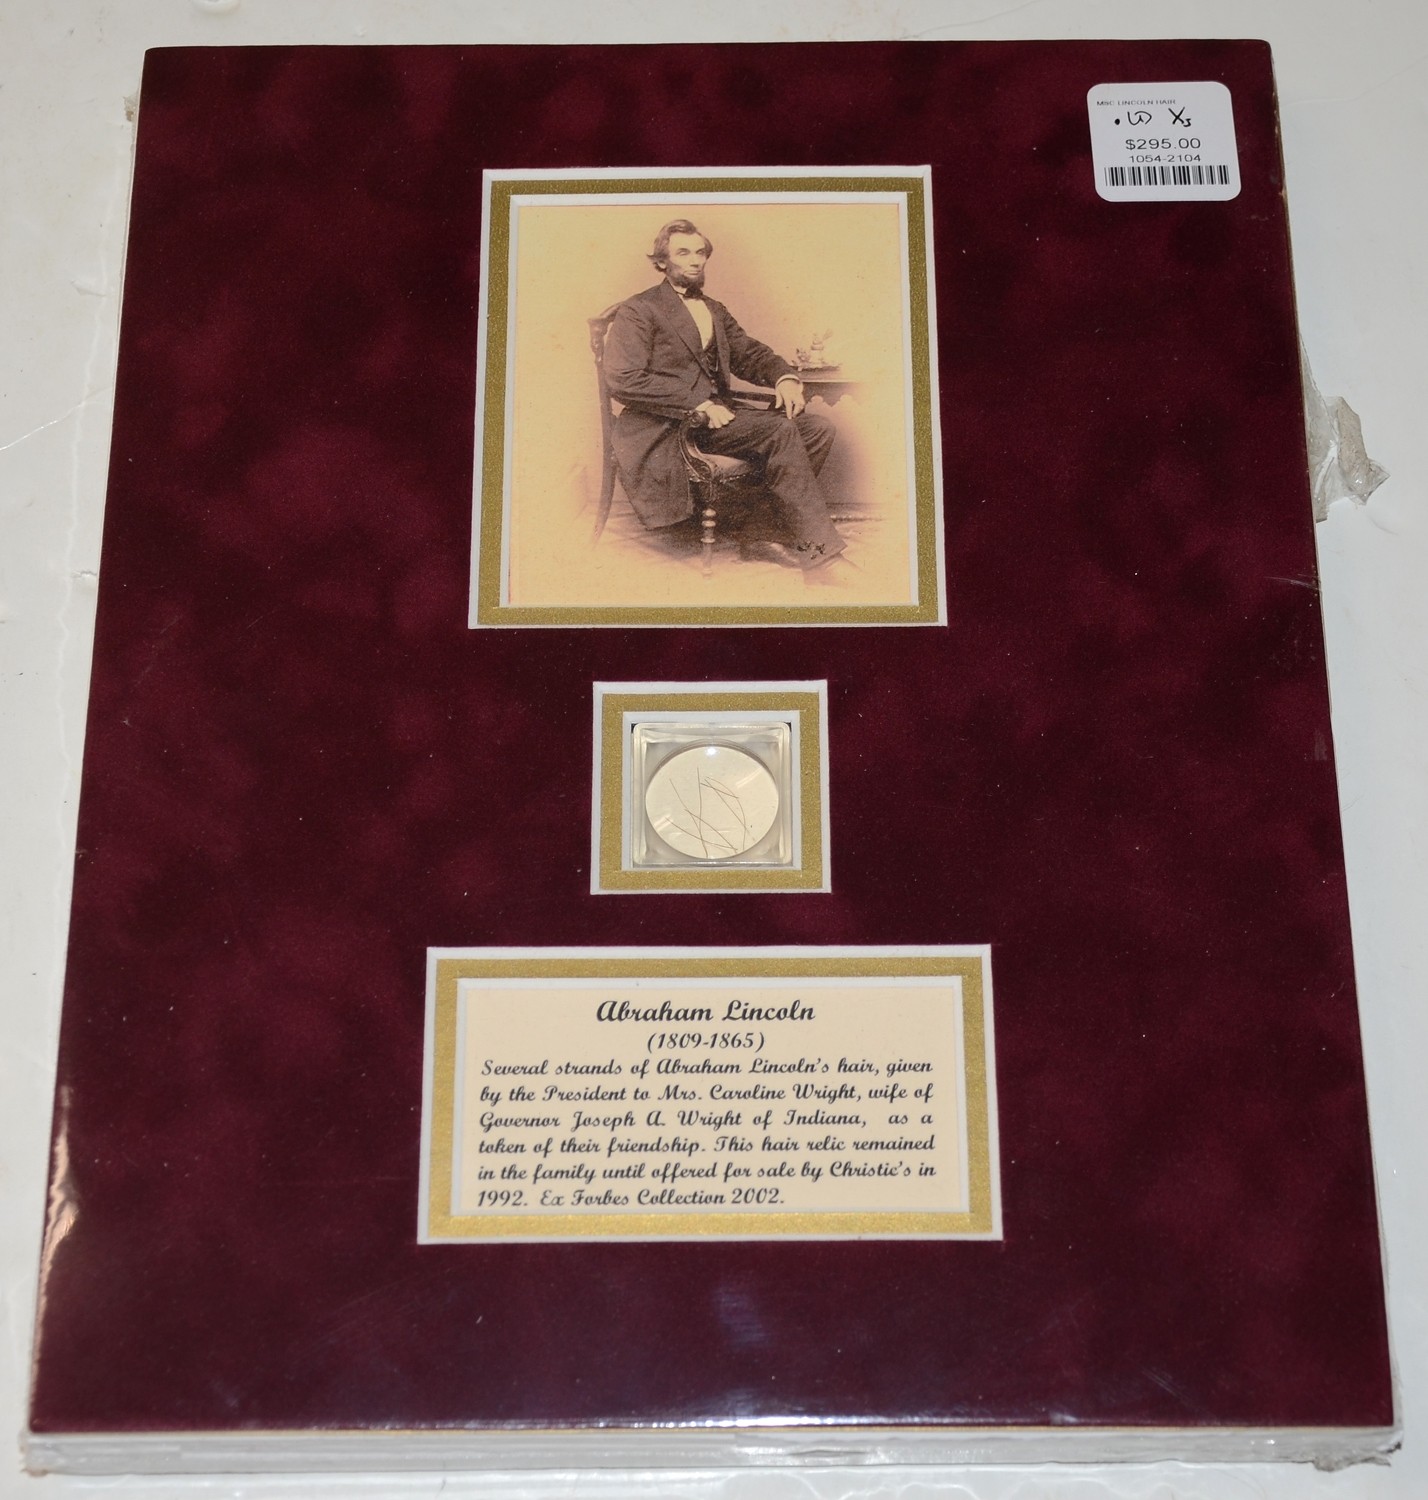 MSC LINCOLN HAIR
$295.00
1054-2104
Abraham Lincoln
(1809-1865)
Several strands of Abraham Lincoln's hair, given
by the President to Mrs. Caroline Wright, wife of
Governor Joseph A. Wright of Indiana, as a
token of their friendship. This hair relic remained
in the family until offered for sale by Christie's in
1992. Ex Forbes Collection 2002.